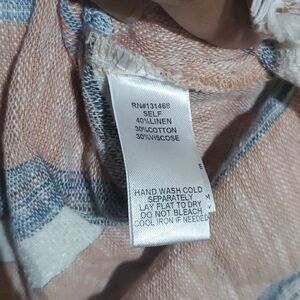 RN#131468
SELF
40%LINEN
30%COTTON
30%VISCOSE
HAND WASH COLD
SEPARATELY
LAY FLAT TO DRY
DO NOT BLEACH
COOL IRON IF NEEDED